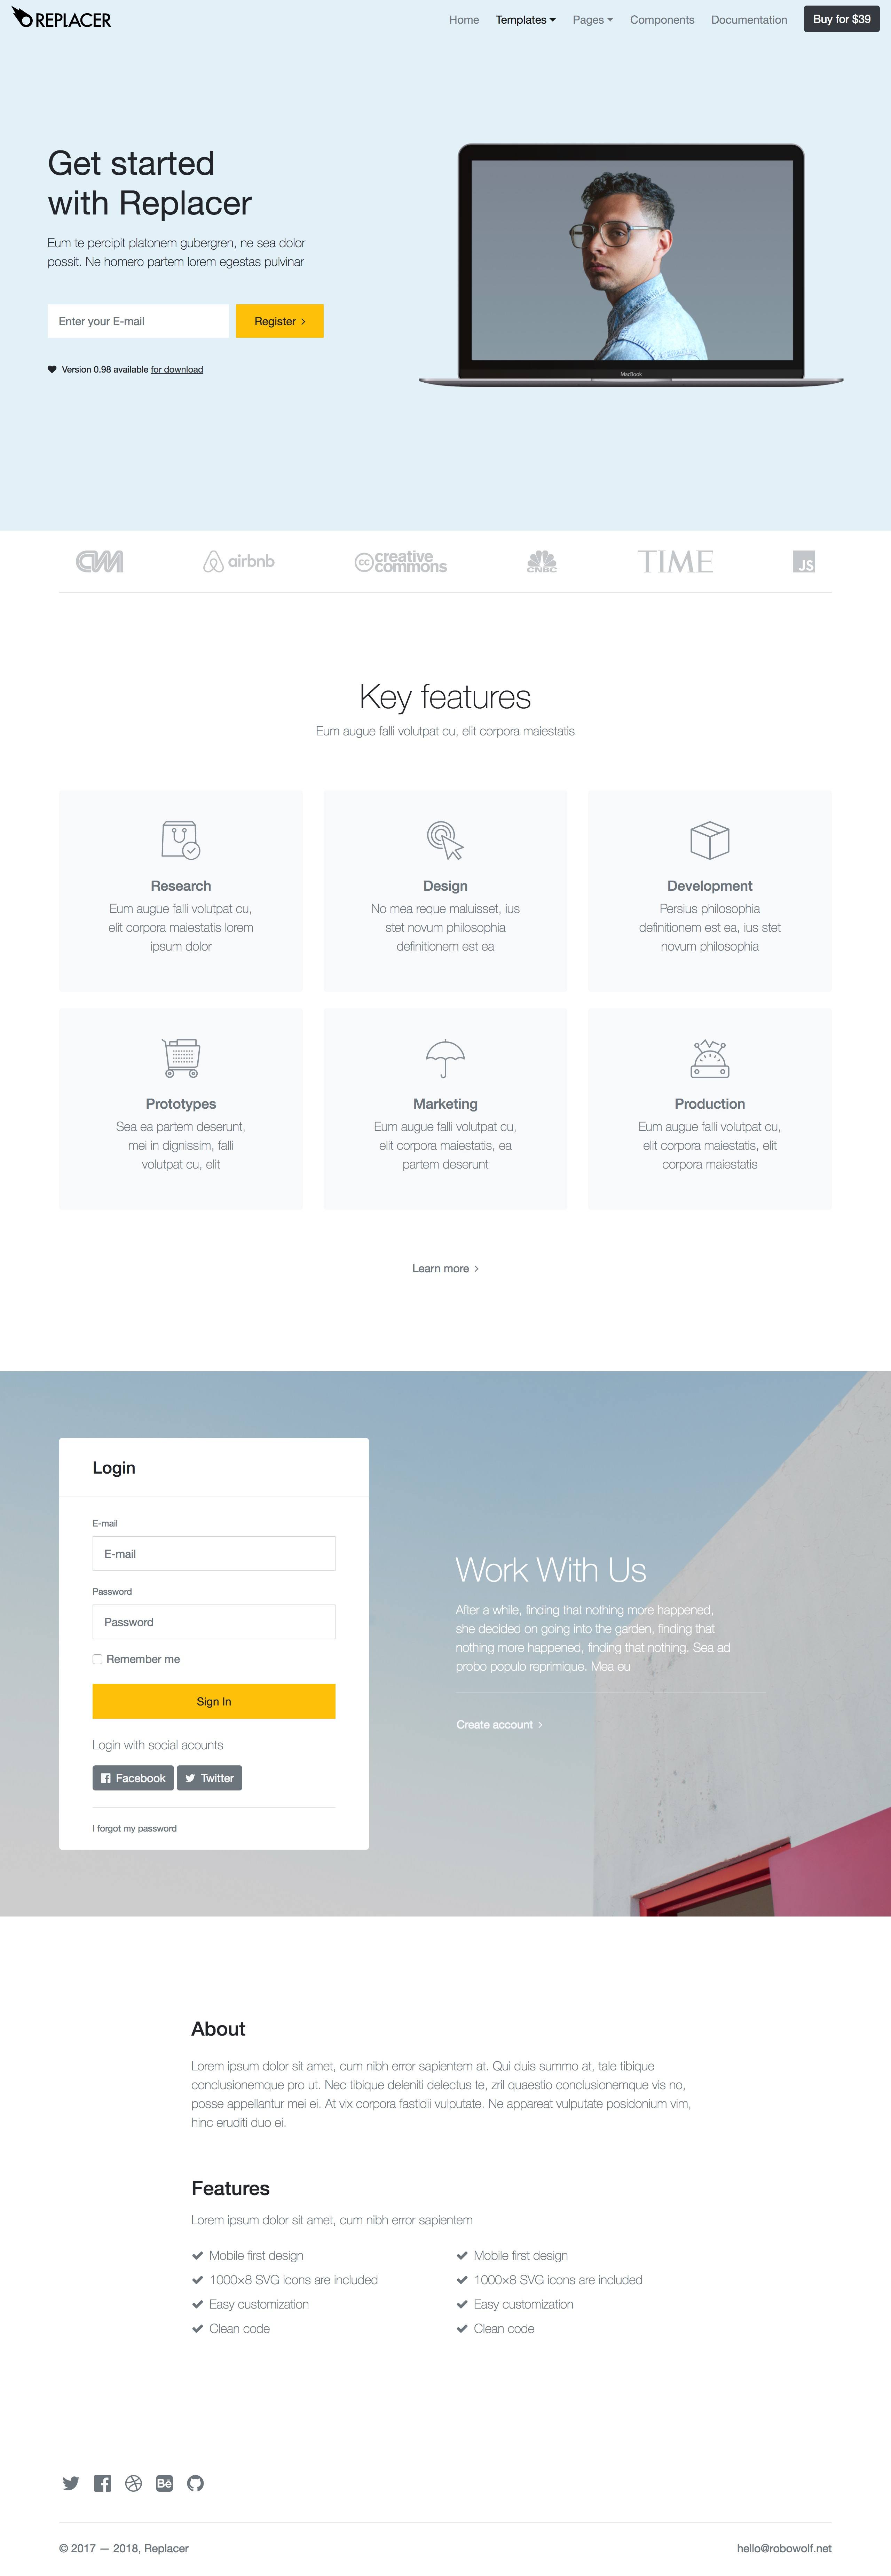 REPLACER
Home
Templates
Pages
Components
Documentation
Buy for $39
Get started
with Replacer
Eum te percipit platonem gubergren, ne sea dolor
possit. Ne homero partem lorem egestas pulvinar
Enter your E-mail
Register
Version 0.98 available for download
MacBook
CNN
airbnb
cc creative
commons
CNBC
TIME
JS
Key features
Eum augue falli volutpat cu, elit corpora maiestatis
Research
Eum augue falli volutpat cu,
elit corpora maiestatis lorem
ipsum dolor
Design
No mea reque maluisset, ius
stet novum philosophia
definitionem est ea
Development
Persius philosophia
definitionem est ea, ius stet
novum philosophia
Prototypes
Sea ea partem deserunt,
mei in dignissim, falli
volutpat cu, elit
Marketing
Eum augue falli volutpat cu,
elit corpora maiestatis, ea
partem deserunt
Production
Eum augue falli volutpat cu,
elit corpora maiestatis, elit
corpora maiestatis
Learn more
Login
E-mail
E-mail
Password
Password
Remember me
Sign In
Login with social acounts
Facebook
Twitter
I forgot my password
Work With Us
After a while, finding that nothing more happened,
she decided on going into the garden, finding that
nothing more happened, finding that nothing. Sea ad
probo populo reprimique. Mea eu
Create account
About
Lorem ipsum dolor sit amet, cum nibh error sapientem at. Qui duis summo at, tale tibique
conclusionemque pro ut. Nec tibique deleniti delectus te, zril quaestio conclusionemque vis no,
posse appellantur mei ei. At vix corpora fastidii vulputate. Ne appareat vulputate posidonium vim,
hinc eruditi duo ei.
Features
Lorem ipsum dolor sit amet, cum nibh error sapientem
Mobile first design
1000×8 SVG icons are included
Easy customization
Clean code
Mobile first design
1000×8 SVG icons are included
Easy customization
Clean code
Bē
© 2017 — 2018, Replacer
hello@robowolf.net